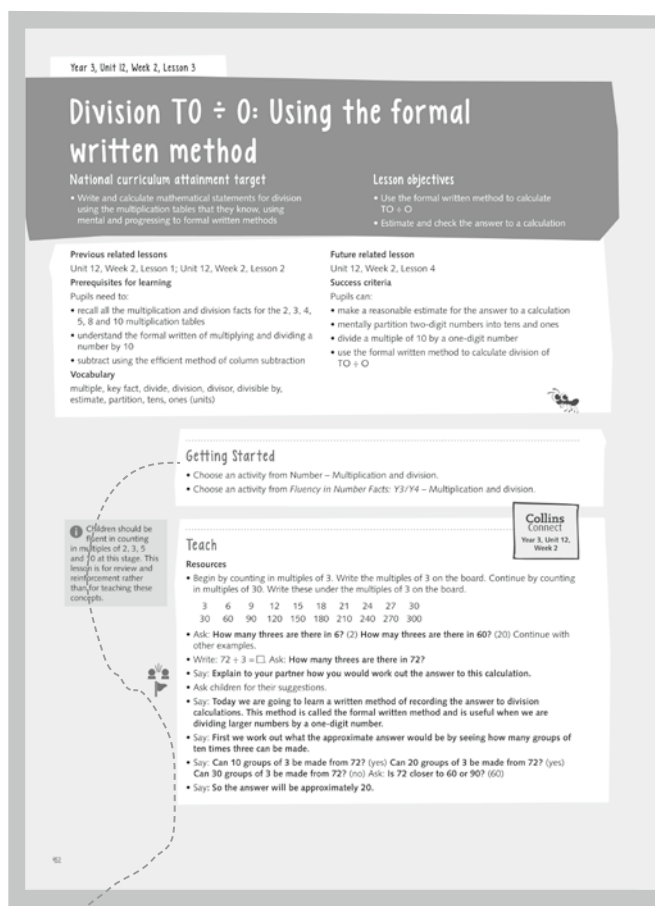 Year 3, Unit 12, Week 2, Lesson 3
Division TO ÷ O: Using the formal
written method
National curriculum attainment target
• Write and calculate mathematical statements for division
using the multiplication tables that they know, using
mental and progressing to formal written methods
Lesson objectives
• Use the formal written method to calculate
TO ÷ O
• Estimate and check the answer to a calculation
Previous related lessons
Unit 12, Week 2, Lesson 1; Unit 12, Week 2, Lesson 2
Prerequisites for learning
Pupils need to:
• recall all the multiplication and division facts for the 2, 3, 4,
5, 8 and 10 multiplication tables
• understand the formal written of multiplying and dividing a
number by 10
• subtract using the efficient method of column subtraction
Vocabulary
multiple, key fact, divide, division, divisor, divisible by,
estimate, partition, tens, ones (units)
Future related lesson
Unit 12, Week 2, Lesson 4
Success criteria
Pupils can:
• make a reasonable estimate for the answer to a calculation
• mentally partition two-digit numbers into tens and ones
• divide a multiple of 10 by a one-digit number
• use the formal written method to calculate division of
TO ÷ O
Getting Started
• Choose an activity from Number – Multiplication and division.
• Choose an activity from Fluency in Number Facts: Y3/Y4 – Multiplication and division.
Collins
Connect
Year 3, Unit 12,
Week 2
Children should be
fluent in counting
in multiples of 2, 3, 5
and 10 at this stage. This
lesson is for review and
reinforcement rather
than for teaching these
concepts.
Teach
Resources
• Begin by counting in multiples of 3. Write the multiples of 3 on the board. Continue by counting
in multiples of 30. Write these under the multiples of 3 on the board.
3 6 9 12 15 18 21 24 27 30
30 60 90 120 150 180 210 240 270 300
• Ask: How many threes are there in 6? (2) How may threes are there in 60? (20) Continue with
other examples.
• Write: 72 ÷ 3 = □. Ask: How many threes are there in 72?
• Say: Explain to your partner how you would work out the answer to this calculation.
• Ask children for their suggestions.
• Say: Today we are going to learn a written method of recording the answer to division
calculations. This method is called the formal written method and is useful when we are
dividing larger numbers by a one-digit number.
• Say: First we work out what the approximate answer would be by seeing how many groups of
ten times three can be made.
• Say: Can 10 groups of 3 be made from 72? (yes) Can 20 groups of 3 be made from 72? (yes)
Can 30 groups of 3 be made from 72? (no) Ask: Is 72 closer to 60 or 90? (60)
• Say: So the answer will be approximately 20.